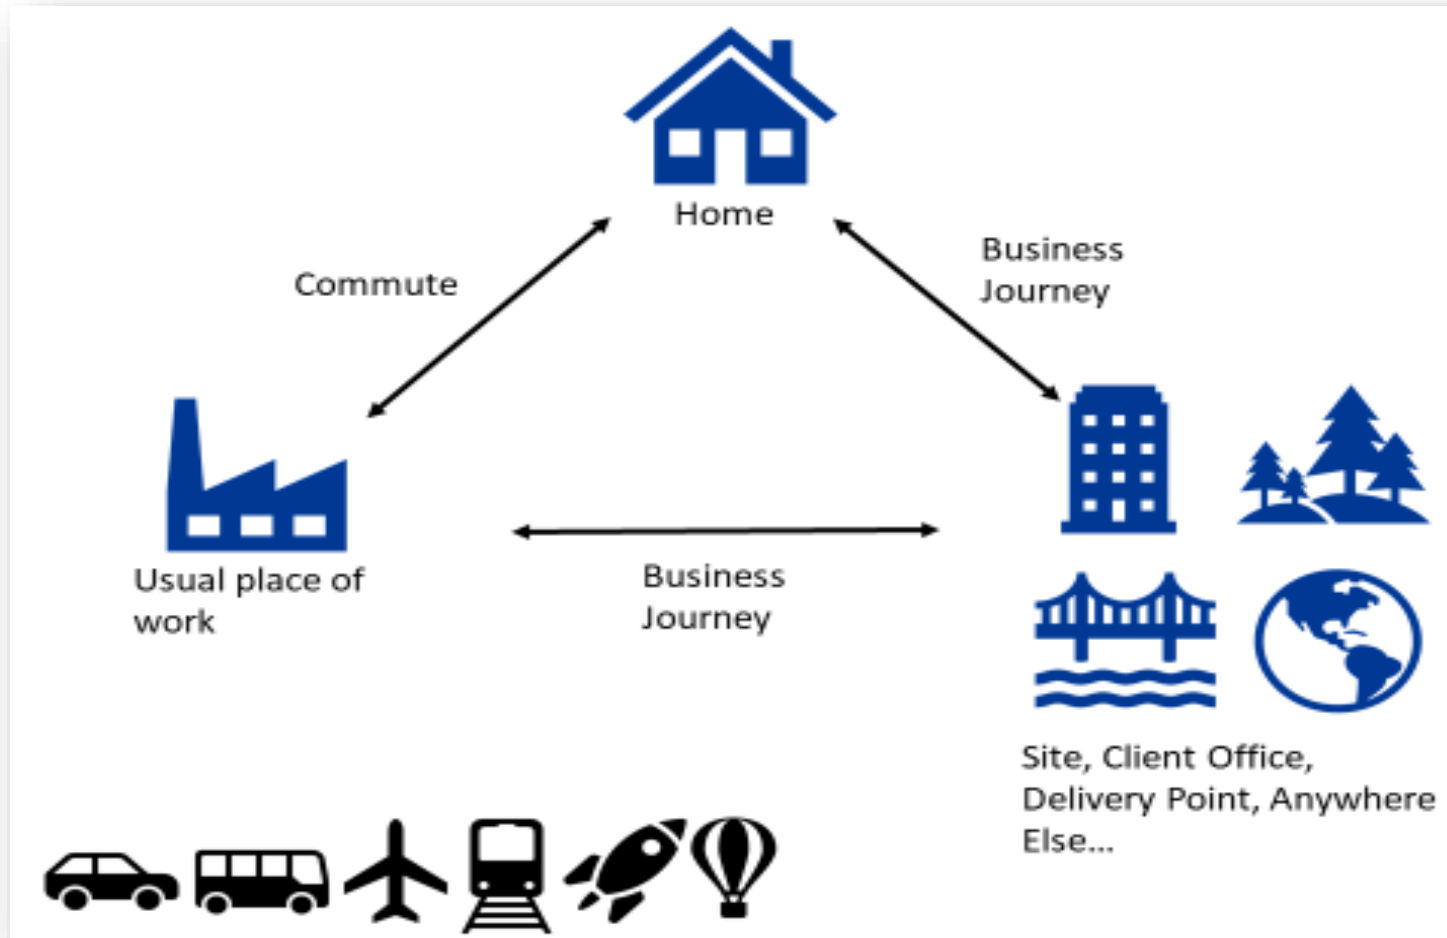 Home
Commute
Business
Journey
Usual place of
work
Business
Journey
Site, Client Office,
Delivery Point, Anywhere
Else...